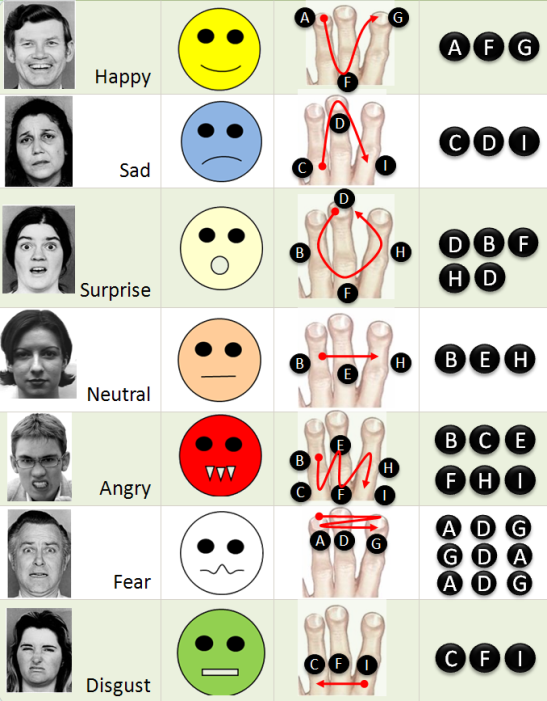 A G
F
Happy
A F G
D
C I
Sad
C D I
D
B H
F
Surprise
D B F
H D
B E H
Neutral
B E H
E
B H
C F I
Angry
B C E
F H I
A D G
Fear
A D G
G D A
A D G
C F I
Disgust
C F I